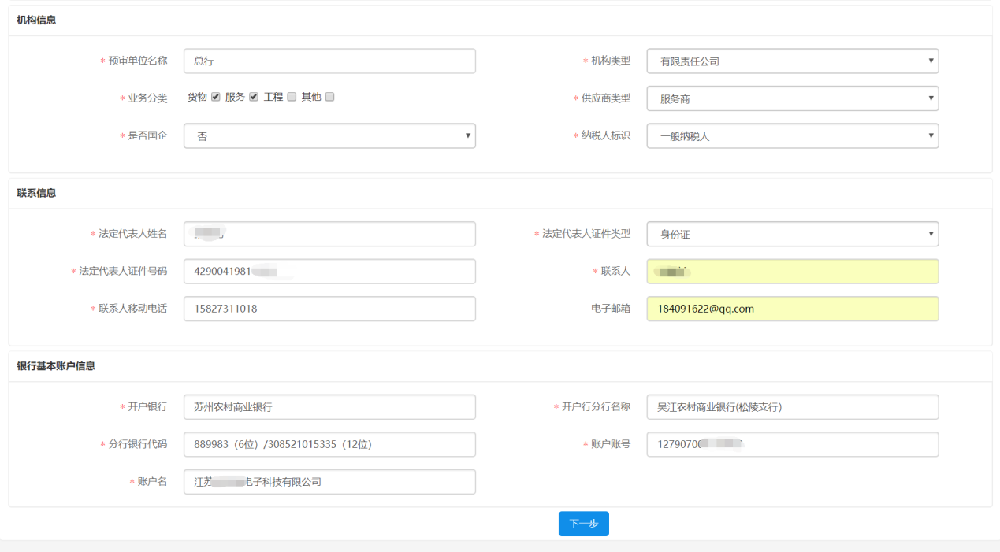 机构信息
* 预审单位名称 总行 * 机构类型 有限责任公司
* 业务分类 货物 服务 工程 其他 * 供应商类型 服务商
* 是否国企 否 * 纳税人标识 一般纳税人
联系信息
* 法定代表人姓名 * 法定代表人证件类型 身份证
* 法定代表人证件号码 4290041981 * 联系人
* 联系人移动电话 15827311018 电子邮箱 184091622@qq.com
银行基本账户信息
* 开户银行 苏州农村商业银行 * 开户行分行名称 吴江农村商业银行(松陵支行)
* 分行银行代码 889983（6位）/308521015335（12位） * 账户账号 1279070
* 账户名 江苏 电子科技有限公司
下一步